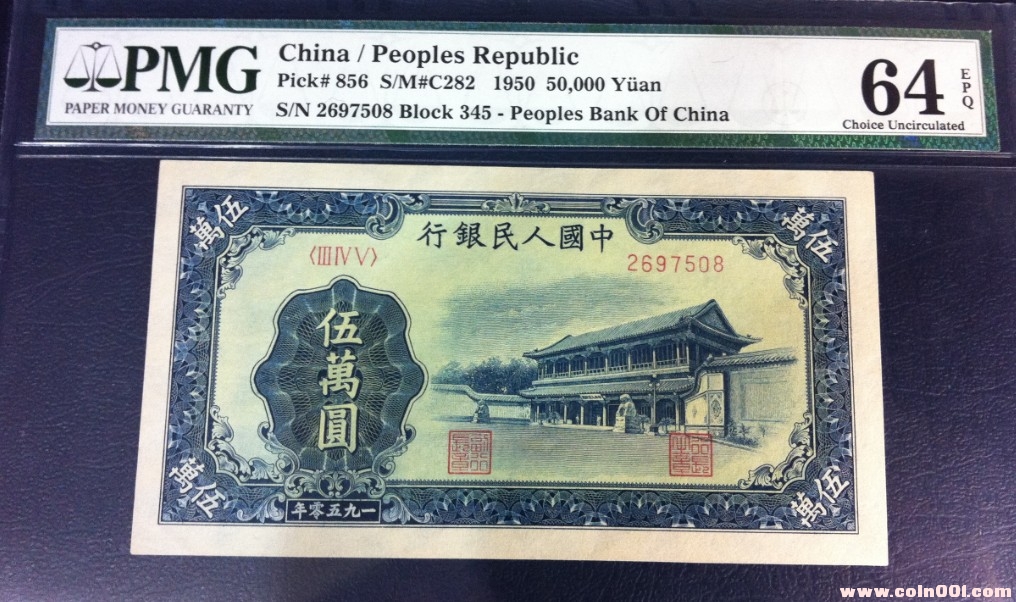 PMG
PAPER MONEY GUARANTY
China / Peoples Republic
Pick# 856 S/M#C282 1950 50,000 Yüan
S/N 2697508 Block 345 - Peoples Bank Of China
64
EPQ
Choice Uncirculated
伍萬
伍萬
行銀民人國中
〈III IV V〉
2697508
伍萬圓
伍萬
伍萬
年零五九一
www.coin001.com